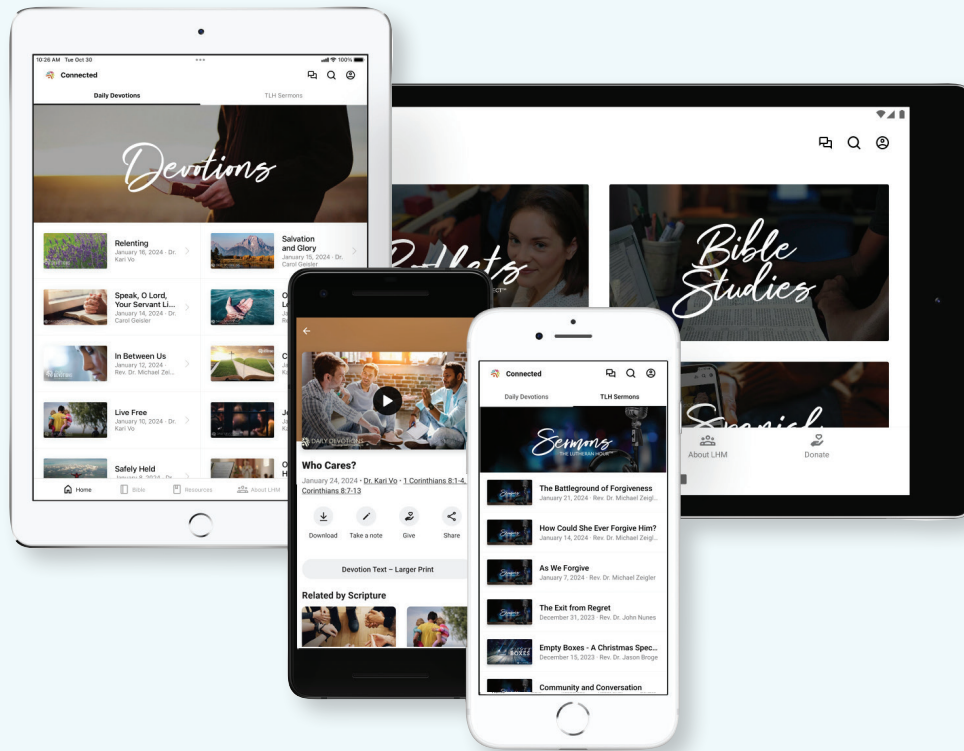 10:26 AM Tue Oct 30
100%
Connected
Daily Devotions
TLH Sermons
Devotions
Relenting
January 16, 2024 · Dr.
Kari Vo
Salvation
and Glory
January 15, 2024 · Dr.
Carol Geisler
Speak, O Lord,
Your Servant Li...
January 14, 2024 · Dr.
Carol Geisler
In Between Us
January 12, 2024 ·
Rev. Dr. Michael Zei...
Live Free
January 10, 2024 · Dr.
Kari Vo
Safely Held
Home
Bible
Resources
About LHM
Bible
Studies
Spanish
About LHM
Donate
DAILY DEVOTIONS
Who Cares?
January 24, 2024 · Dr. Kari Vo · 1 Corinthians 8:1-4,
Corinthians 8:7-13
Download
Take a note
Give
Share
Devotion Text – Larger Print
Related by Scripture
Connected
Daily Devotions
TLH Sermons
Sermons
THE LUTHERAN HOUR™
The Battleground of Forgiveness
January 21, 2024 · Rev. Dr. Michael Zeigl...
How Could She Ever Forgive Him?
January 14, 2024 · Rev. Dr. Michael Zeigl...
As We Forgive
January 7, 2024 · Rev. Dr. Michael Zeigler
The Exit from Regret
December 31, 2023 · Rev. Dr. John Nunes
Empty Boxes - A Christmas Spec...
December 15, 2023 · Rev. Dr. Jason Broge
Community and Conversation